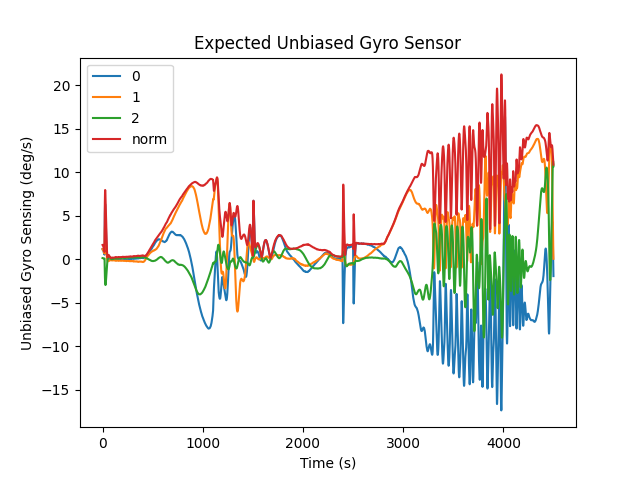 Expected Unbiased Gyro Sensor
0
1
2
norm
20
15
10
5
0
−5
−10
−15
Unbiased Gyro Sensing (deg/s)
0 1000 2000 3000 4000
Time (s)